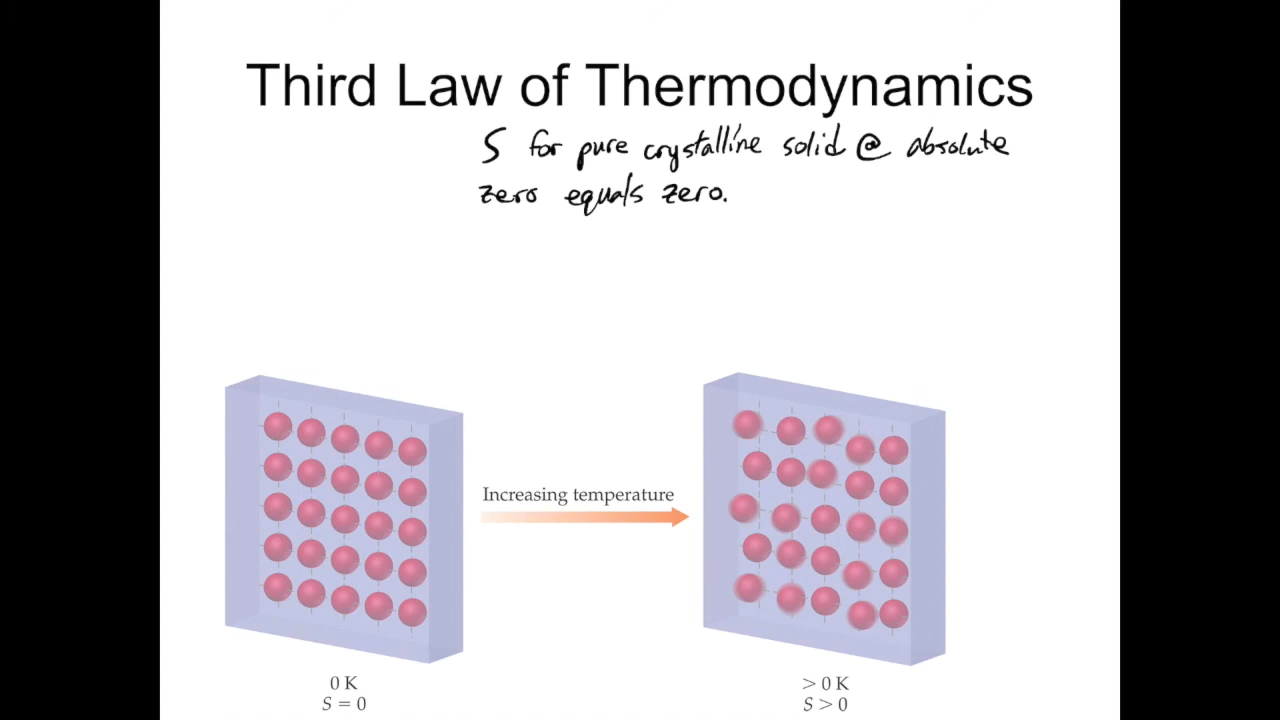 Third Law of Thermodynamics
S for pure crystalline solid @ absolute
zero equals zero.
Increasing temperature
0 K
S = 0
> 0 K
S > 0